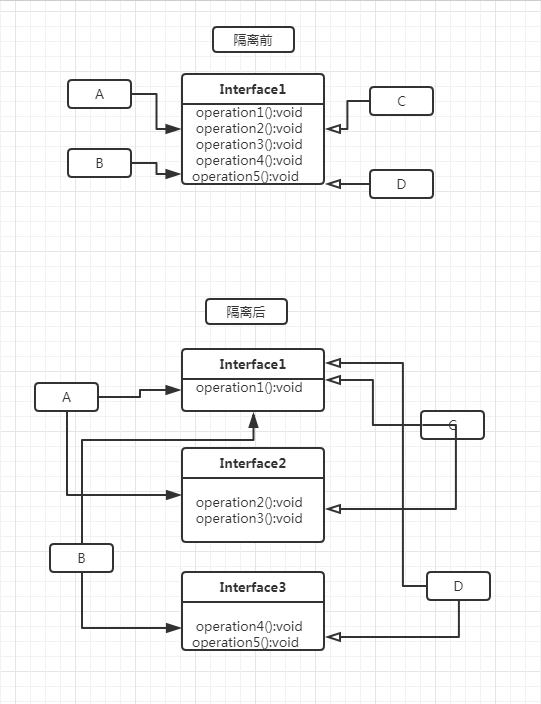 隔离前
Interface1
A
operation1():void
C
operation2():void
operation3():void
B
operation4():void
operation5():void
D
隔离后
Interface1
operation1():void
A
C
Interface2
operation2():void
operation3():void
B
Interface3
D
operation4():void
operation5():void